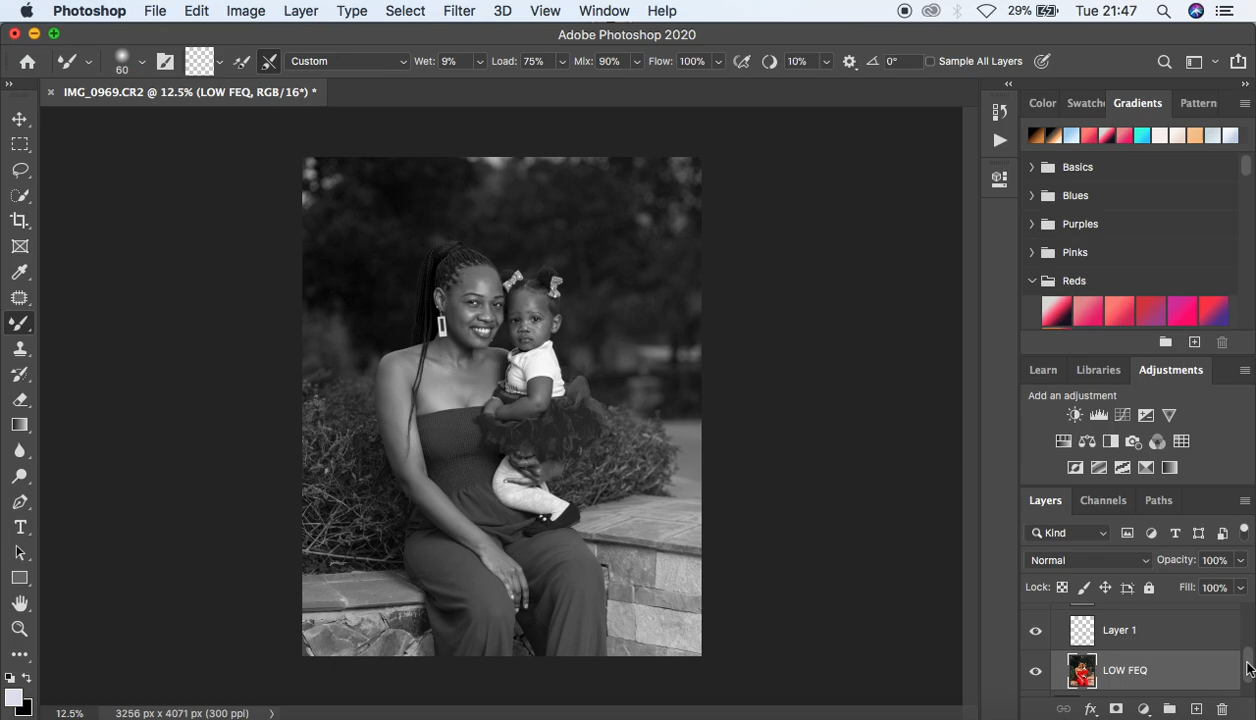 Photoshop File Edit Image Layer Type Select Filter 3D View Window Help 29% Tue 21:47
Adobe Photoshop 2020
60 Custom Wet: 9% Load: 75% Mix: 90% Flow: 100% 10% 0° Sample All Layers
IMG_0969.CR2 @ 12.5% (LOW FEQ, RGB/16*) *
Color Swatche Gradients Pattern
Basics
Blues
Purples
Pinks
Reds
Learn Libraries Adjustments
Add an adjustment
Layers Channels Paths
Kind
Normal Opacity: 100%
Lock: Fill: 100%
Layer 1
LOW FEQ
12.5% 3256 px x 4071 px (300 ppi)
fx